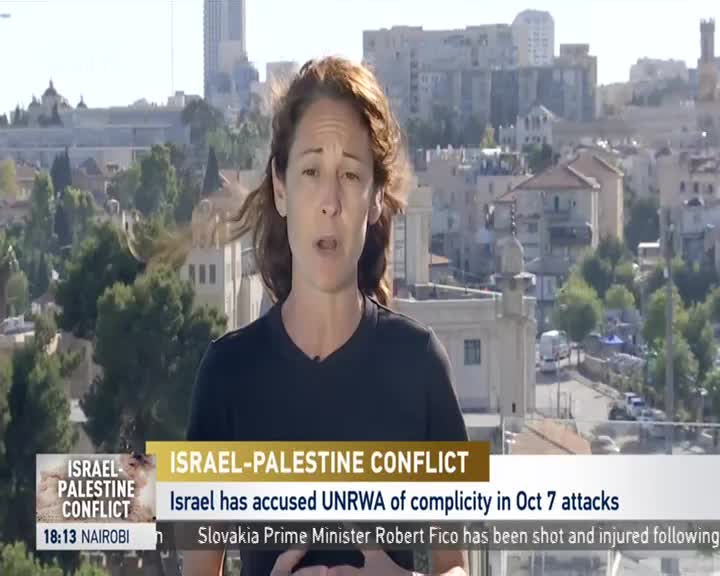 ISRAEL-PALESTINE CONFLICT
Israel has accused UNRWA of complicity in Oct 7 attacks
ISRAEL-
PALESTINE
CONFLICT
18:13 NAIROBI
Slovakia Prime Minister Robert Fico has been shot and injured following